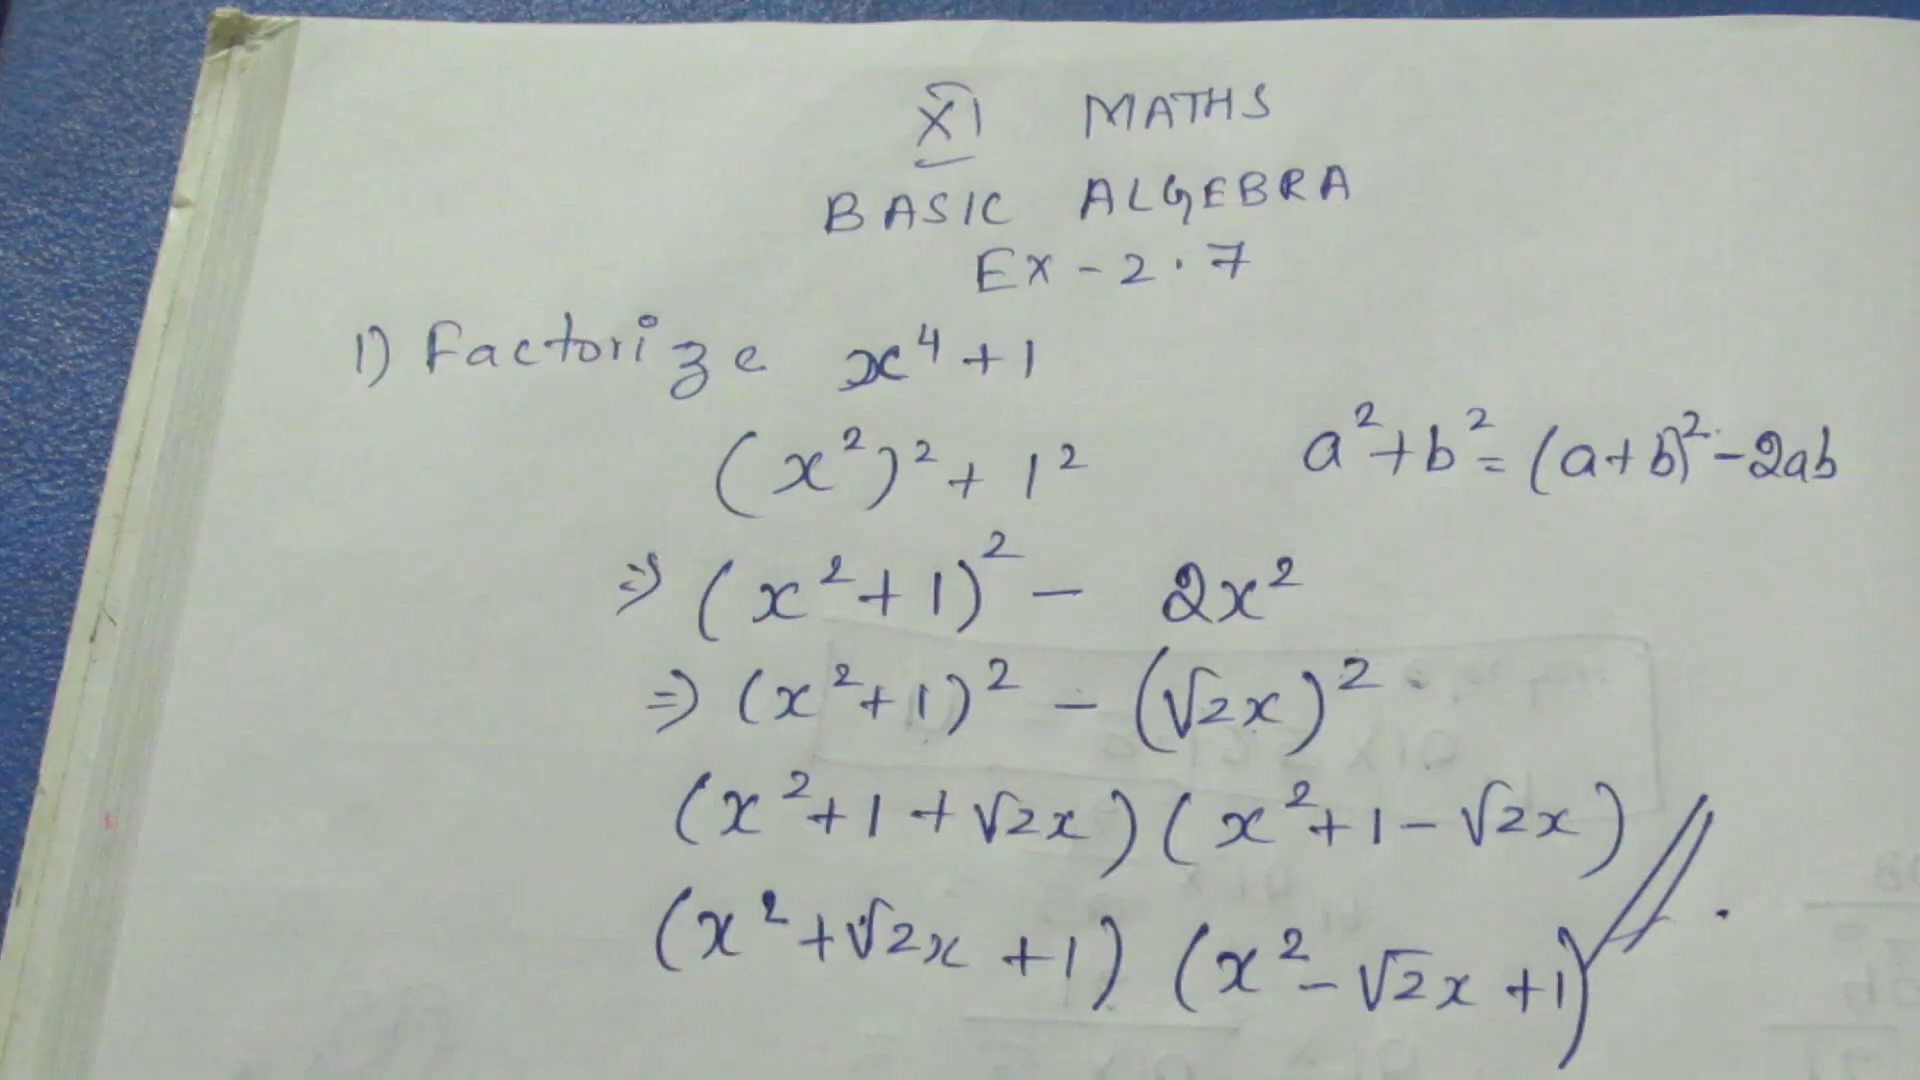 XI MATHS
BASIC ALGEBRA
EX - 2.7
1) Factorize x⁴ + 1
(x²)² + 1² a² + b² = (a + b)² - 2ab
⇒ (x² + 1)² - 2x²
⇒ (x² + 1)² - (√2x)²
(x² + 1 + √2x) (x² + 1 - √2x)
(x² + √2x + 1) (x² - √2x + 1)